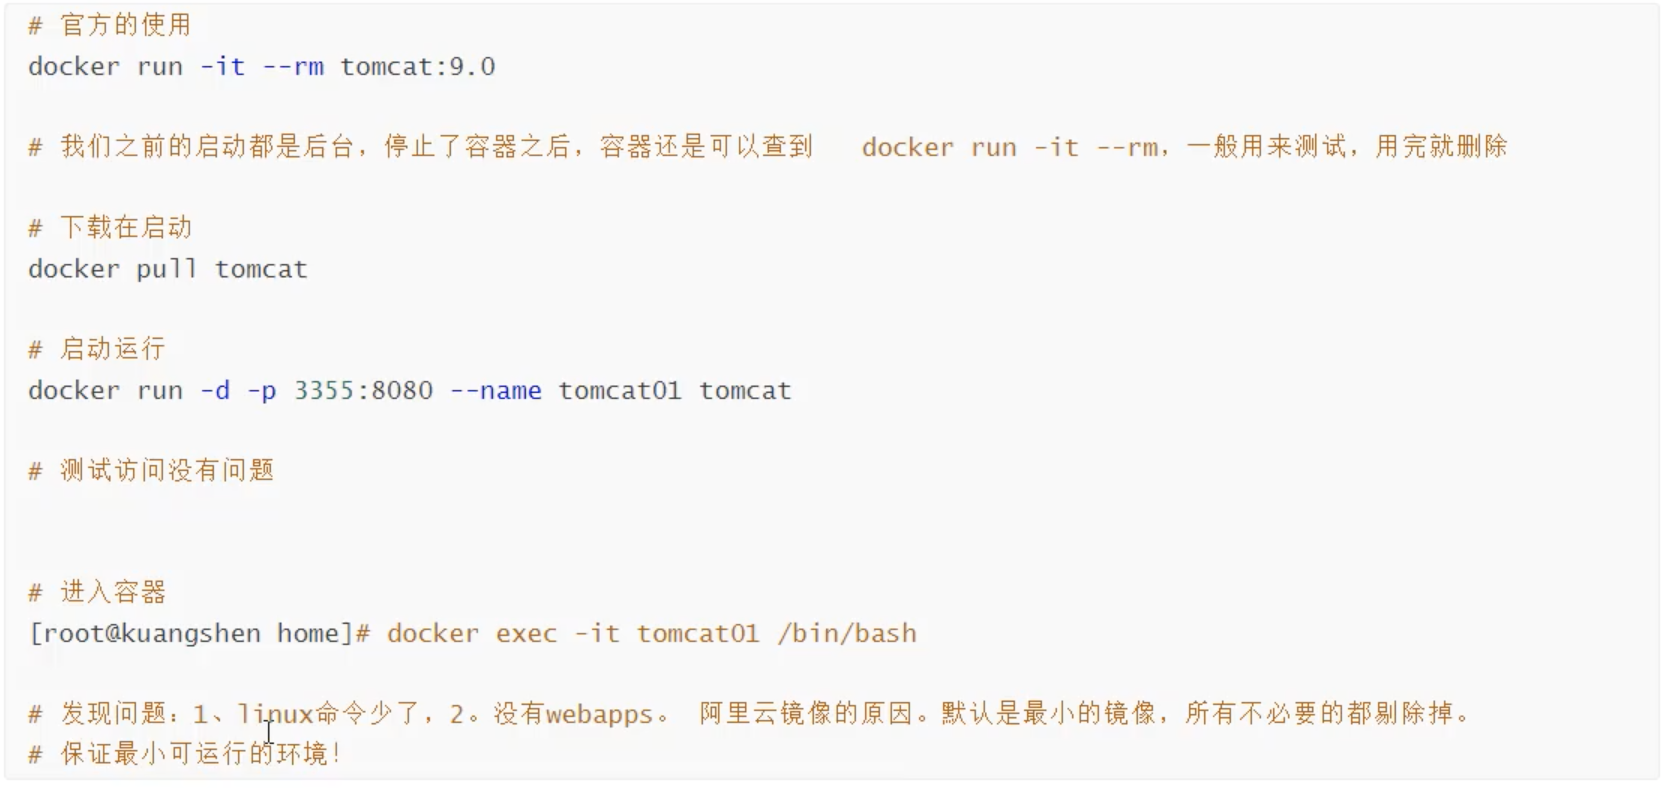 # 官方的使用
docker run -it --rm tomcat:9.0
# 我们之前的启动都是后台，停止了容器之后，容器还是可以查到   docker run -it --rm，一般用来测试，用完就删除
# 下载在启动
docker pull tomcat
# 启动运行
docker run -d -p 3355:8080 --name tomcat01 tomcat
# 测试访问没有问题
# 进入容器
[root@kuangshen home]# docker exec -it tomcat01 /bin/bash
# 发现问题：1、linux命令少了，2。没有webapps。 阿里云镜像的原因。默认是最小的镜像，所有不必要的都剔除掉。
# 保证最小可运行的环境！